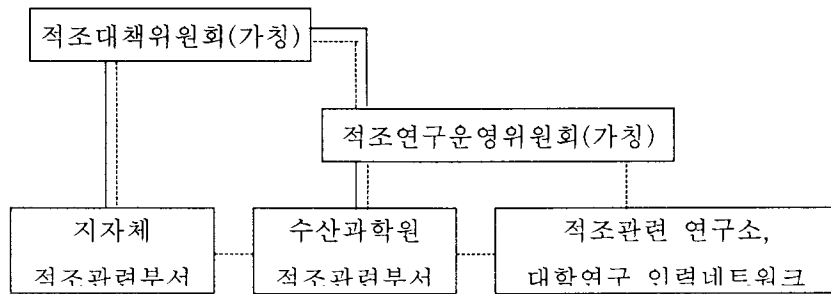 적조대책위원회(가칭)
적조연구운영위원회(가칭)
지자체
적조관련부서
수산과학원
적조관련부서
적조관련 연구소,
대학연구 인력네트워크